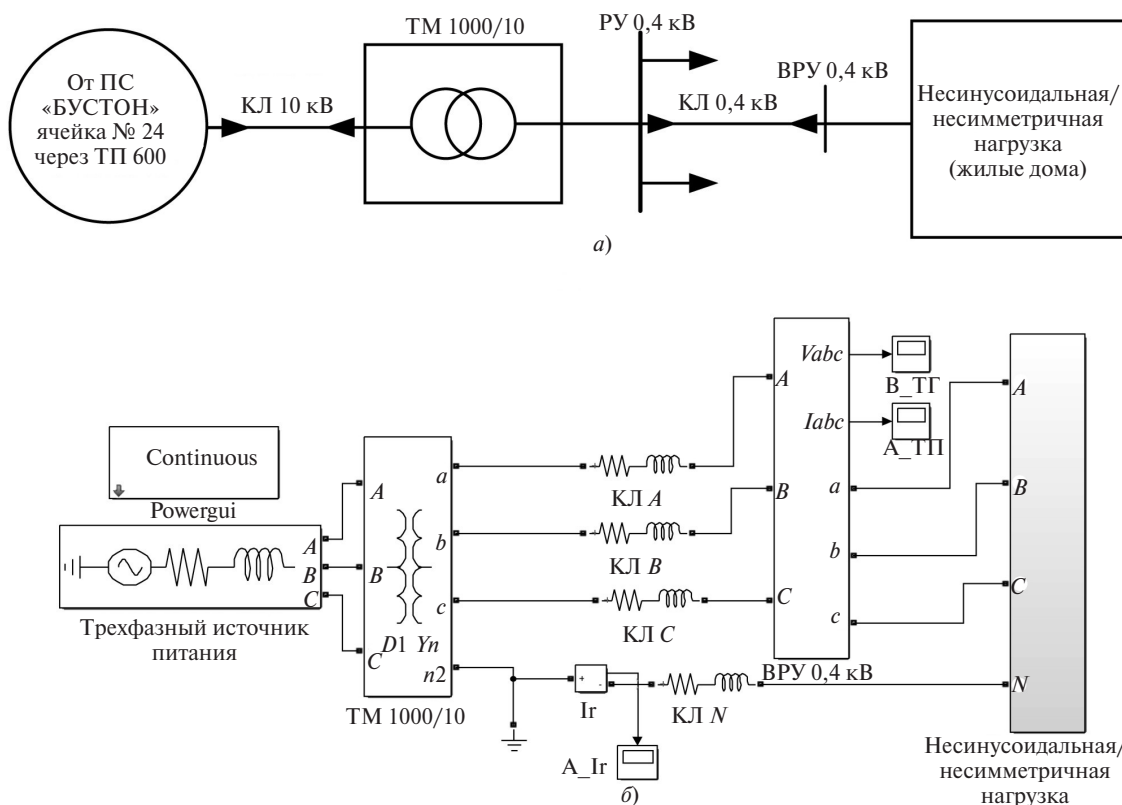 ТМ 1000/10
РУ 0,4 кВ
ВРУ 0,4 кВ
От ПС
«БУСТОН»
ячейка № 24
через ТП 600
КЛ 10 кВ
КЛ 0,4 кВ
Несинусоидальная/
несимметричная
нагрузка
(жилые дома)
а)
Continuous
Powergui
A
B
C
Трехфазный источник
питания
A
B
C
D1 Yn
a
b
c
n2
ТМ 1000/10
+
КЛ A
+
КЛ B
+
КЛ C
+ -
Ir
A_Ir
+
КЛ N
A
B
C
Vabc
Iabc
a
b
c
ВРУ 0,4 кВ
В_ТГ
А_ТП
A
B
C
N
Несинусоидальная/
несимметричная
нагрузка
б)